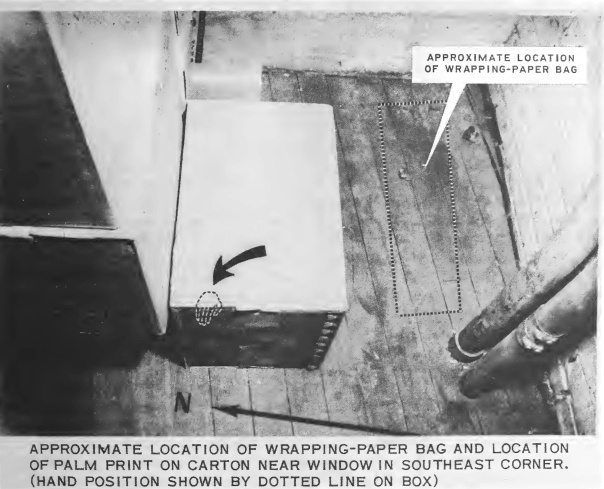 APPROXIMATE LOCATION
OF WRAPPING-PAPER BAG
N
APPROXIMATE LOCATION OF WRAPPING-PAPER BAG AND LOCATION
OF PALM PRINT ON CARTON NEAR WINDOW IN SOUTHEAST CORNER.
(HAND POSITION SHOWN BY DOTTED LINE ON BOX)